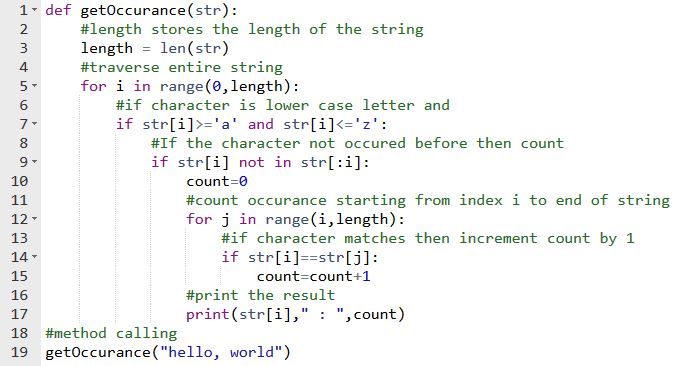 1 def getOccurance(str):
2     #length stores the length of the string
3     length = len(str)
4     #traverse entire string
5     for i in range(0,length):
6         #if character is lower case letter and
7         if str[i]>='a' and str[i]<='z':
8             #If the character not occured before then count
9             if str[i] not in str[:i]:
10                 count=0
11                 #count occurance starting from index i to end of string
12                 for j in range(i,length):
13                     #if character matches then increment count by 1
14                     if str[i]==str[j]:
15                         count=count+1
16                 #print the result
17                 print(str[i]," : ",count)
18 #method calling
19 getOccurance("hello, world")